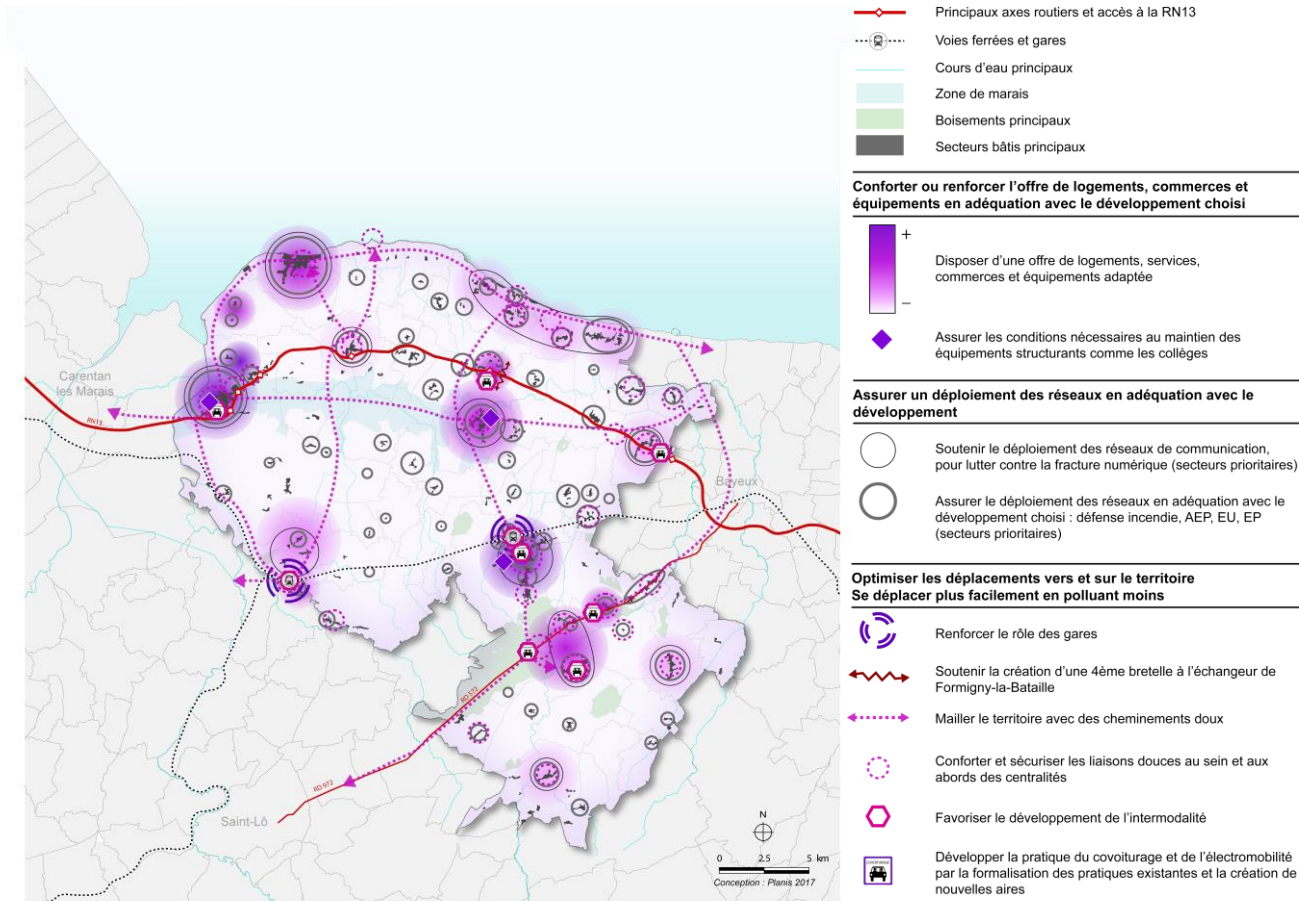 Carentan
les Marais
RN13
Bayeux
RD 572
RD 972
Saint-Lô
N
0 2.5 5 km
Conception : Planis 2017
Principaux axes routiers et accès à la RN13
Voies ferrées et gares
Cours d'eau principaux
Zone de marais
Boisements principaux
Secteurs bâtis principaux
Conforter ou renforcer l'offre de logements, commerces et
équipements en adéquation avec le développement choisi
+
Disposer d'une offre de logements, services,
commerces et équipements adaptée
–
Assurer les conditions nécessaires au maintien des
équipements structurants comme les collèges
Assurer un déploiement des réseaux en adéquation avec le
développement
Soutenir le déploiement des réseaux de communication,
pour lutter contre la fracture numérique (secteurs prioritaires)
Assurer le déploiement des réseaux en adéquation avec le
développement choisi : défense incendie, AEP, EU, EP
(secteurs prioritaires)
Optimiser les déplacements vers et sur le territoire
Se déplacer plus facilement en polluant moins
Renforcer le rôle des gares
Soutenir la création d'une 4ème bretelle à l'échangeur de
Formigny-la-Bataille
Mailler le territoire avec des cheminements doux
Conforter et sécuriser les liaisons douces au sein et aux
abords des centralités
Favoriser le développement de l'intermodalité
COVOITURAGE
Développer la pratique du covoiturage et de l'électromobilité
par la formalisation des pratiques existantes et la création de
nouvelles aires